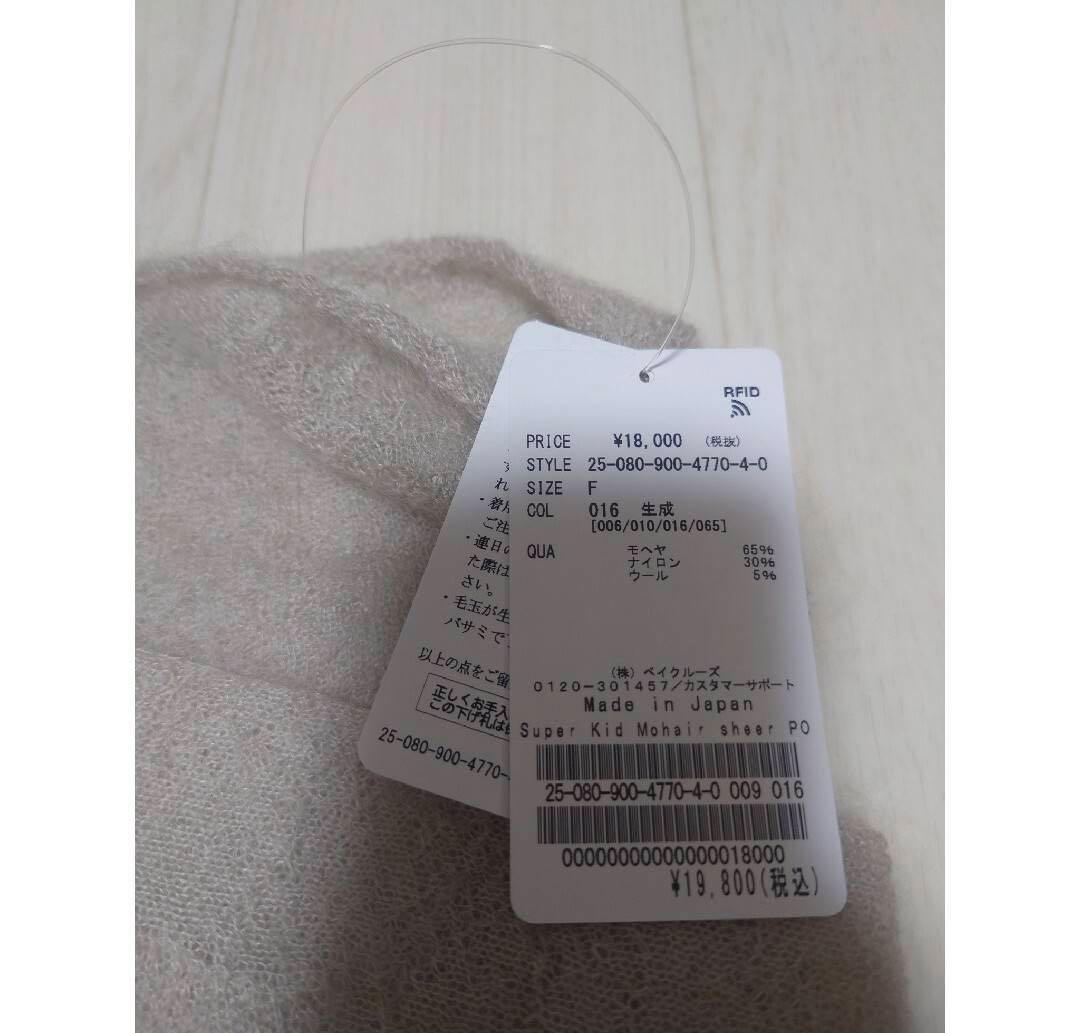 RFID
PRICE ¥18,000 (税抜)
STYLE 25-080-900-4770-4-0
SIZE F
COL 016 生成
[006/010/016/065]
QUA モヘヤ 65%
ナイロン 30%
ウール 5%
(株) ベイクルーズ
0120-301457/カスタマーサポート
Made in Japan
Super Kid Mohair sheer PO
25-080-900-4770-4-0 009 016
00000000000000018000
¥19,800(税込)
れ
・着用
ご注
・連日の
た際は
さい。
・毛玉が生
バサミで
以上の点をご留
正しくお手入
この下げ札は
25-080-900-4770-